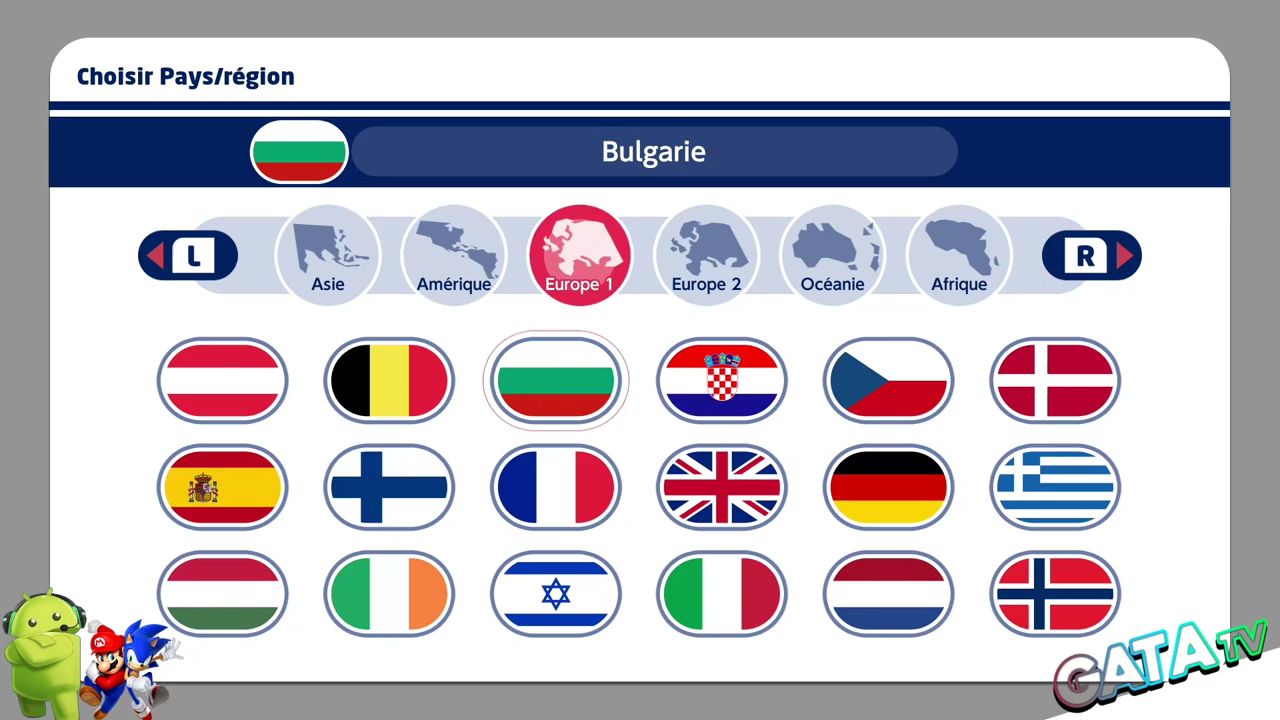 Choisir Pays/région
Bulgarie
L
Asie
Amérique
Europe 1
Europe 2
Océanie
Afrique
R
M
GATA TV